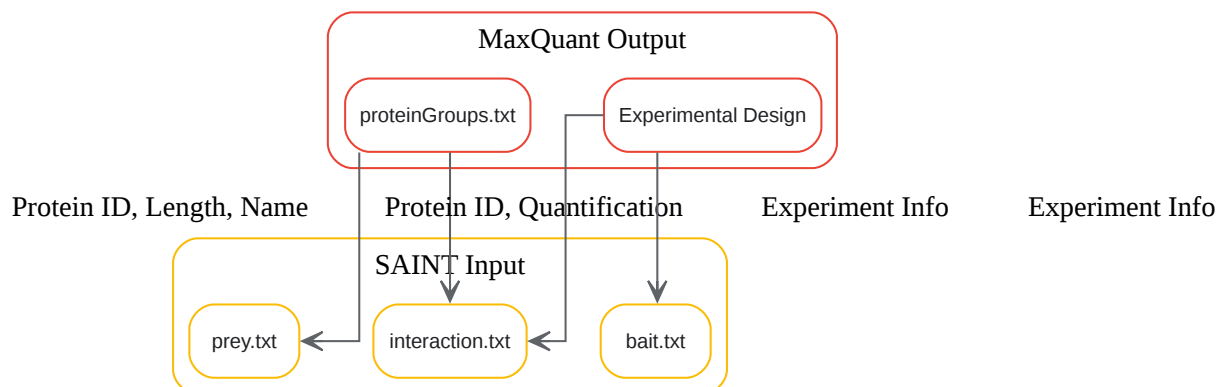 MaxQuant Output
proteinGroups.txt
Experimental Design
Protein ID, Length, Name
Protein ID, Quantification
Experiment Info
Experiment Info
SAINT Input
prey.txt
interaction.txt
bait.txt